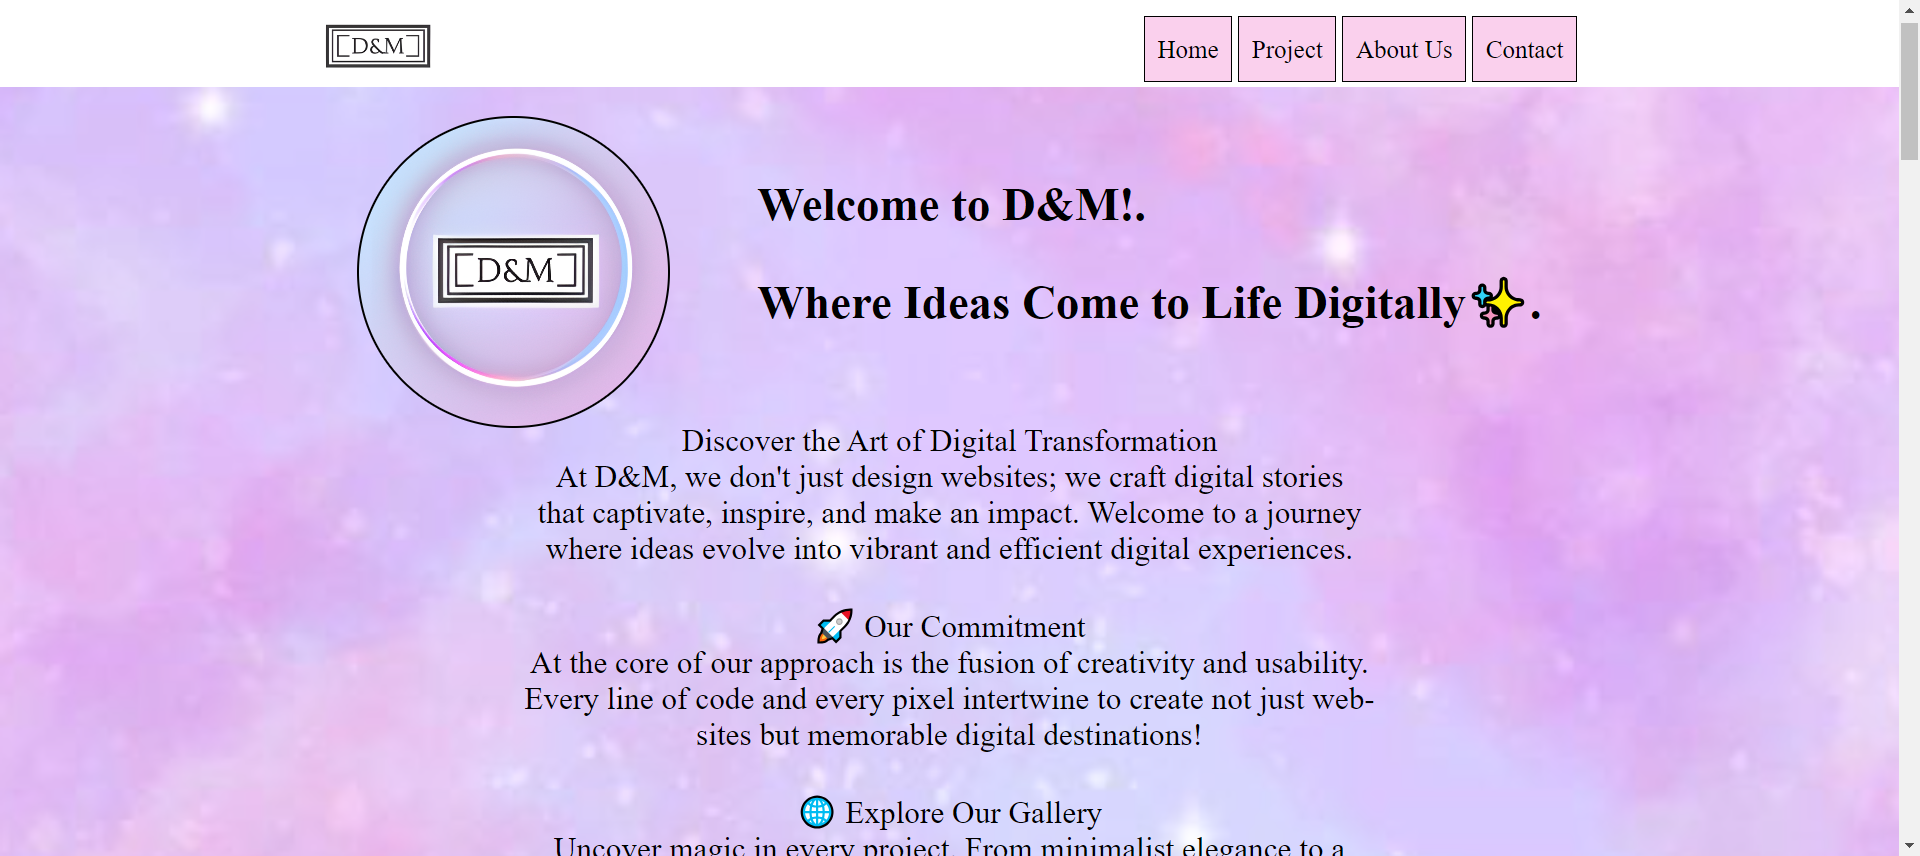 [D&M]
Home Project About Us Contact
[D&M]
Welcome to D&M!.
Where Ideas Come to Life Digitally✨.
Discover the Art of Digital Transformation
At D&M, we don't just design websites; we craft digital stories
that captivate, inspire, and make an impact. Welcome to a journey
where ideas evolve into vibrant and efficient digital experiences.
🚀 Our Commitment
At the core of our approach is the fusion of creativity and usability.
Every line of code and every pixel intertwine to create not just web-
sites but memorable digital destinations!
🌐 Explore Our Gallery
Uncover magic in every project. From minimalist elegance to a